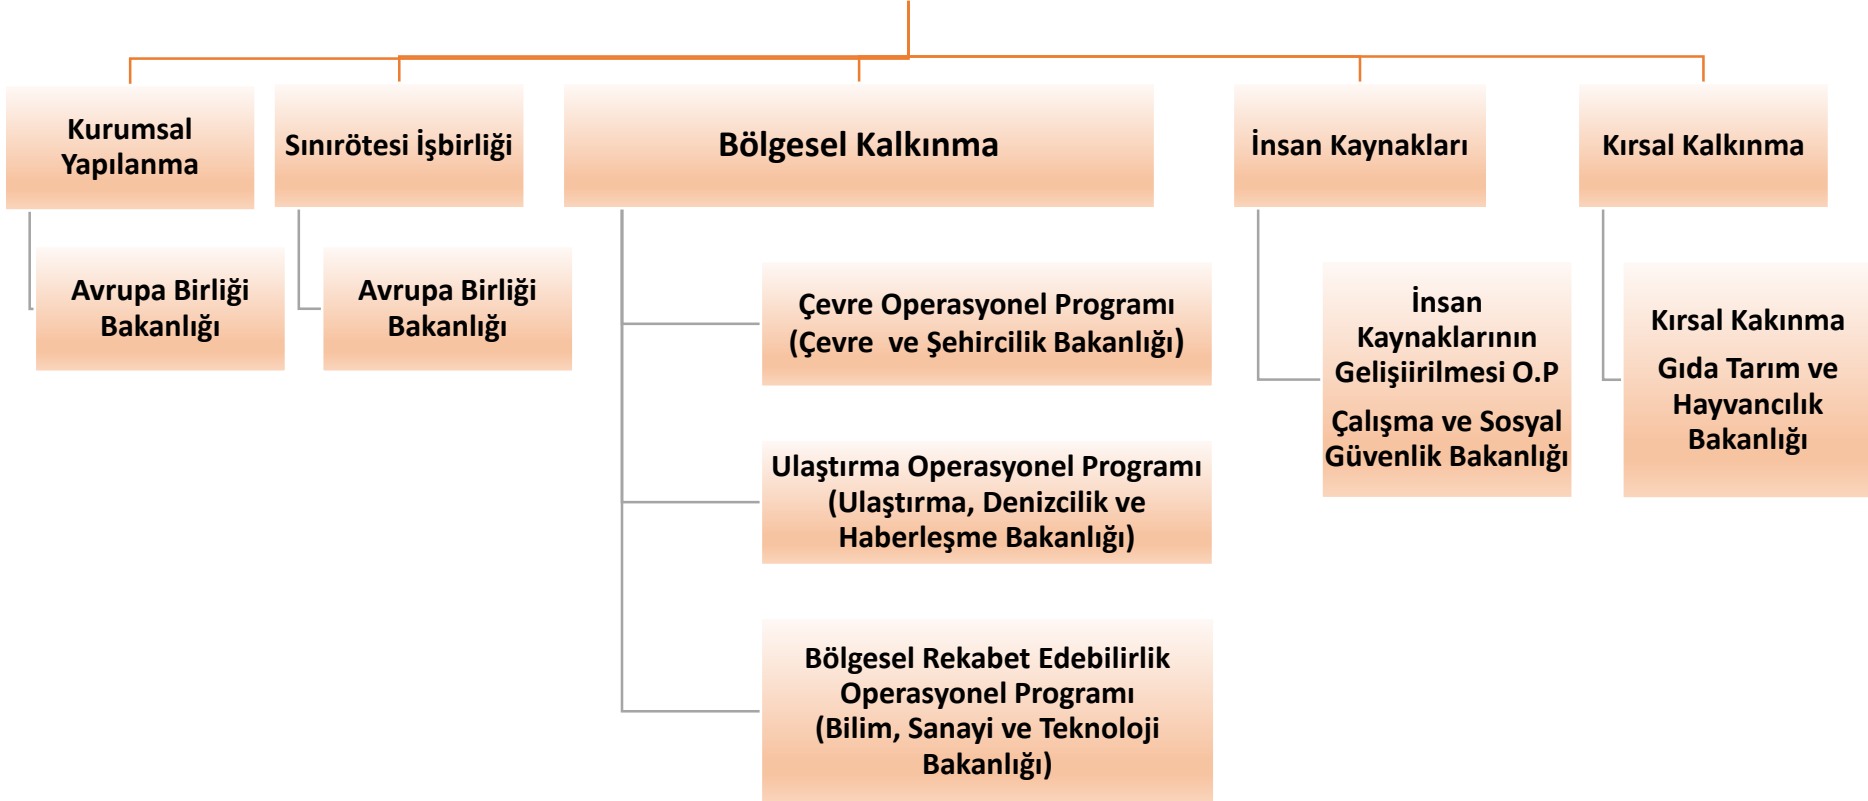 Kurumsal
Yapılanma
Sınırötesi İşbirliği
Bölgesel Kalkınma
İnsan Kaynakları
Kırsal Kalkınma
Avrupa Birliği
Bakanlığı
Avrupa Birliği
Bakanlığı
Çevre Operasyonel Programı
(Çevre ve Şehircilik Bakanlığı)
Ulaştırma Operasyonel Programı
(Ulaştırma, Denizcilik ve
Haberleşme Bakanlığı)
Bölgesel Rekabet Edebilirlik
Operasyonel Programı
(Bilim, Sanayi ve Teknoloji
Bakanlığı)
İnsan
Kaynaklarının
Gelişiirilmesi O.P
Çalışma ve Sosyal
Güvenlik Bakanlığı
Kırsal Kakınma
Gıda Tarım ve
Hayvancılık
Bakanlığı